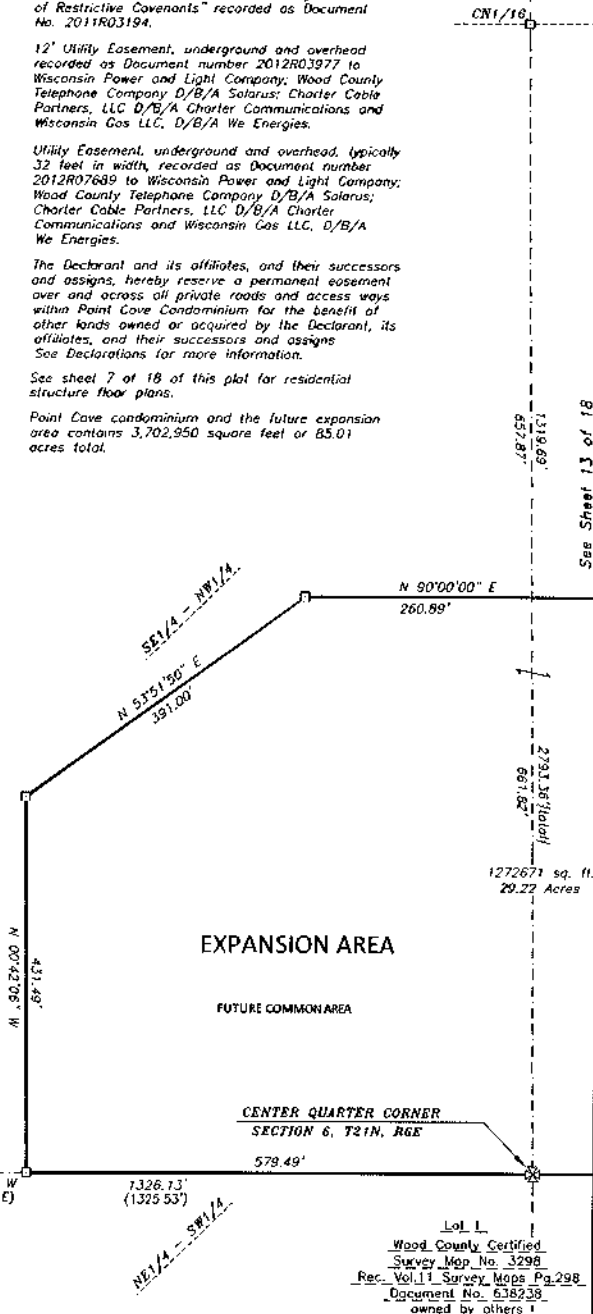 of Restrictive Covenants" recorded as Document
No. 2011R03194.
12' Utility Easement, underground and overhead
recorded as Document number 2012R03977 to
Wisconsin Power and Light Company; Wood County
Telephone Company D/B/A Solarus; Charter Cable
Partners, LLC D/B/A Charter Communications and
Wisconsin Gas LLC, D/B/A We Energies.
Utility Easement, underground and overhead, typically
32 feet in width, recorded as Document number
2012R07689 to Wisconsin Power and Light Company;
Wood County Telephone Company D/B/A Solarus;
Charter Cable Partners, LLC D/B/A Charter
Communications and Wisconsin Gas LLC, D/B/A
We Energies.
The Declarant and its affiliates, and their successors
and assigns, hereby reserve a permanent easement
over and across all private roads and access ways
within Point Cove Condominium for the benefit of
other lands owned or acquired by the Declarant, its
affiliates, and their successors and assigns
See Declarations for more information.
See sheet 7 of 18 of this plat for residential
structure floor plans.
Point Cove condominium and the future expansion
area contains 3,702,950 square feet or 85.01
acres total.
CN1/16
1319.69'
657.87'
See Sheet 13 of 18
SE1/4 - NW1/4
N 90°00'00" E
260.89'
N 53°51'50" E
391.00'
2793.36'(total)
661.82'
1272671 sq. ft.
29.22 Acres
EXPANSION AREA
FUTURE COMMON AREA
N 00°42'06" W
431.49'
CENTER QUARTER CORNER
SECTION 6, T21N, R6E
579.49'
W
E)
1326.13'
(1325.53')
NE1/4 - SW1/4
Lot 1
Wood County Certified
Survey Map No. 3298
Rec. Vol.11 Survey Maps Pg.298
Document No. 638238
owned by others